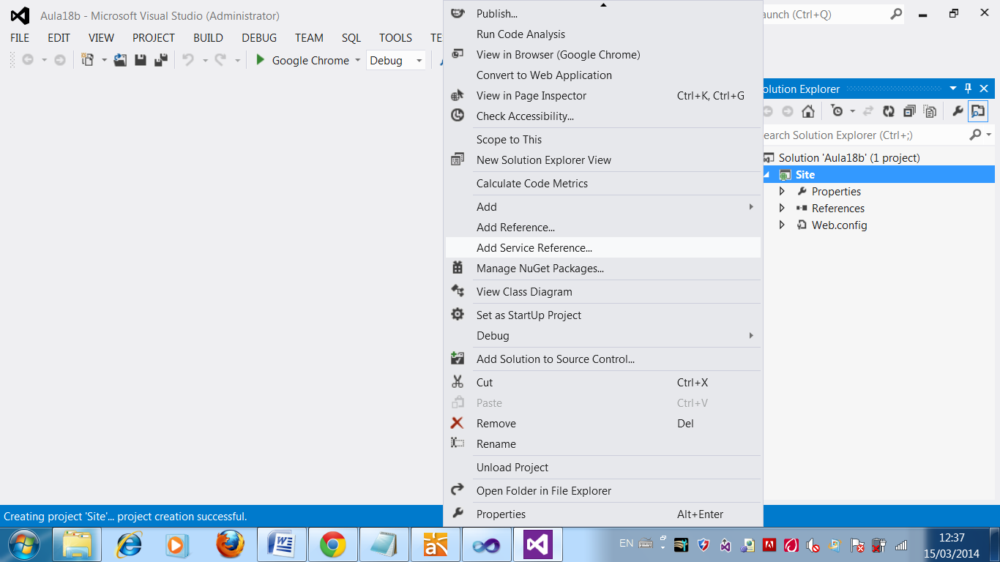 Aula18b - Microsoft Visual Studio (Administrator)
aunch (Ctrl+Q)
FILE EDIT VIEW PROJECT BUILD DEBUG TEAM SQL TOOLS TE
Google Chrome Debug
Publish...
Run Code Analysis
View in Browser (Google Chrome)
Convert to Web Application
View in Page Inspector Ctrl+K, Ctrl+G
Check Accessibility...
Scope to This
New Solution Explorer View
Calculate Code Metrics
Add
Add Reference...
Add Service Reference...
Manage NuGet Packages...
View Class Diagram
Set as StartUp Project
Debug
Add Solution to Source Control...
Cut Ctrl+X
Paste Ctrl+V
Remove Del
Rename
Unload Project
Open Folder in File Explorer
Properties Alt+Enter
olution Explorer
earch Solution Explorer (Ctrl+;)
Solution 'Aula18b' (1 project)
Site
Properties
References
Web.config
Creating project 'Site'... project creation successful.
EN
12:37
15/03/2014